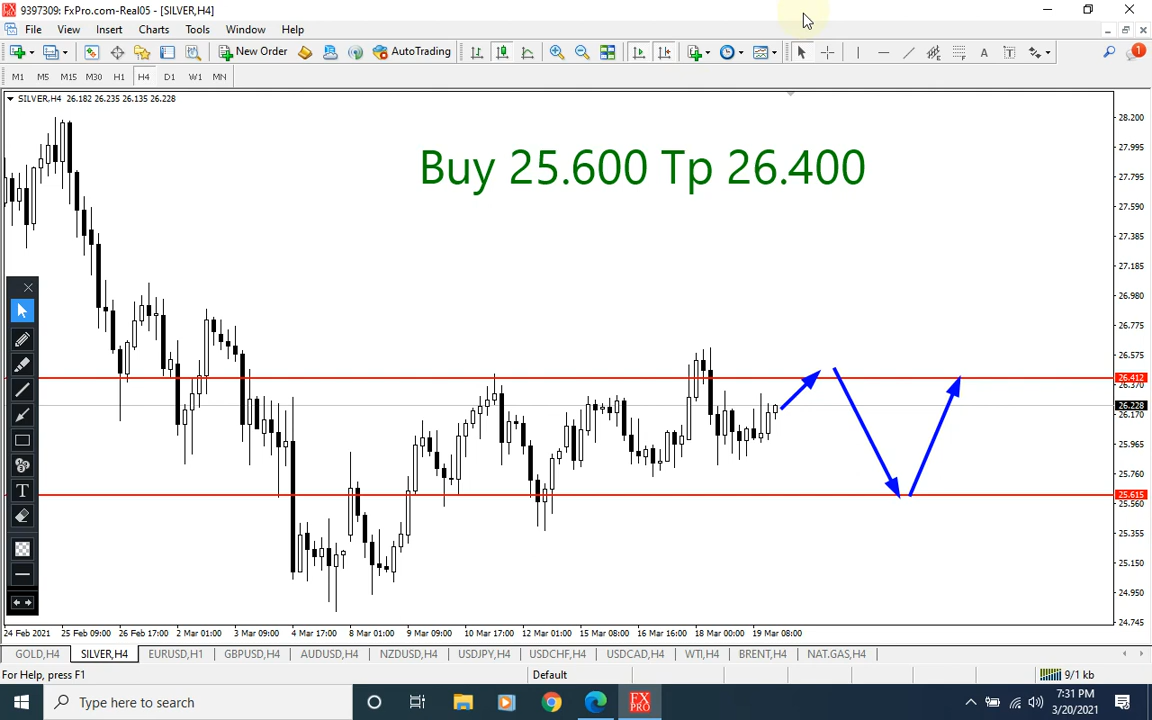 9397309: FxPro.com-Real05 - [SILVER,H4]
File View Insert Charts Tools Window Help
New Order AutoTrading
M1 M5 M15 M30 H1 H4 D1 W1 MN
SILVER,H4 26.182 26.235 26.135 26.228
Buy 25.600 Tp 26.400
28.200
27.995
27.795
27.590
27.385
27.185
26.980
26.775
26.575
26.412
26.370
26.228
26.170
25.965
25.760
25.615
25.560
25.355
25.150
24.950
24.745
24 Feb 2021 25 Feb 09:00 26 Feb 17:00 2 Mar 01:00 3 Mar 09:00 4 Mar 17:00 8 Mar 01:00 9 Mar 09:00 10 Mar 17:00 12 Mar 01:00 15 Mar 08:00 16 Mar 16:00 18 Mar 00:00 19 Mar 08:00
GOLD,H4 SILVER,H4 EURUSD,H1 GBPUSD,H4 AUDUSD,H4 NZDUSD,H4 USDJPY,H4 USDCHF,H4 USDCAD,H4 WTI,H4 BRENT,H4 NAT.GAS,H4
For Help, press F1 Default 9/1 kb
Type here to search FX PRO 7:31 PM
3/20/2021